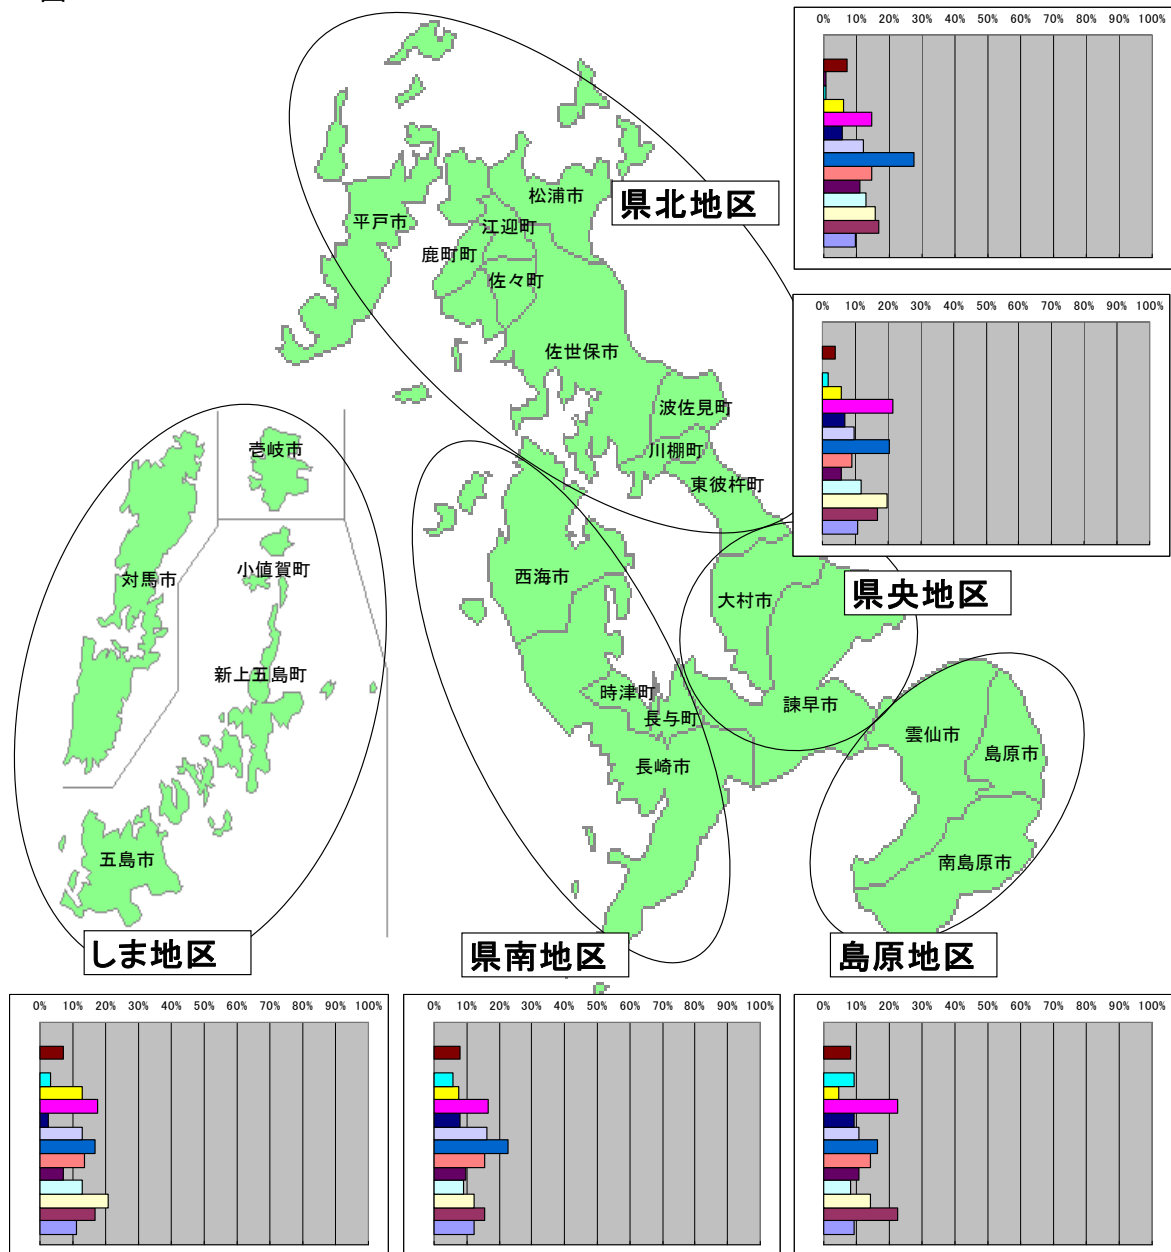 0% 10% 20% 30% 40% 50% 60% 70% 80% 90% 100%
県北地区
松浦市
平戸市
江迎町
鹿町町
佐々町
0% 10% 20% 30% 40% 50% 60% 70% 80% 90% 100%
佐世保市
波佐見町
川棚町
東彼杵町
壱岐市
対馬市
小値賀町
西海市
大村市
県央地区
新上五島町
時津町
長与町
諫早市
雲仙市
島原市
長崎市
五島市
南島原市
しま地区
県南地区
島原地区
0% 10% 20% 30% 40% 50% 60% 70% 80% 90% 100%
0% 10% 20% 30% 40% 50% 60% 70% 80% 90% 100%
0% 10% 20% 30% 40% 50% 60% 70% 80% 90% 100%